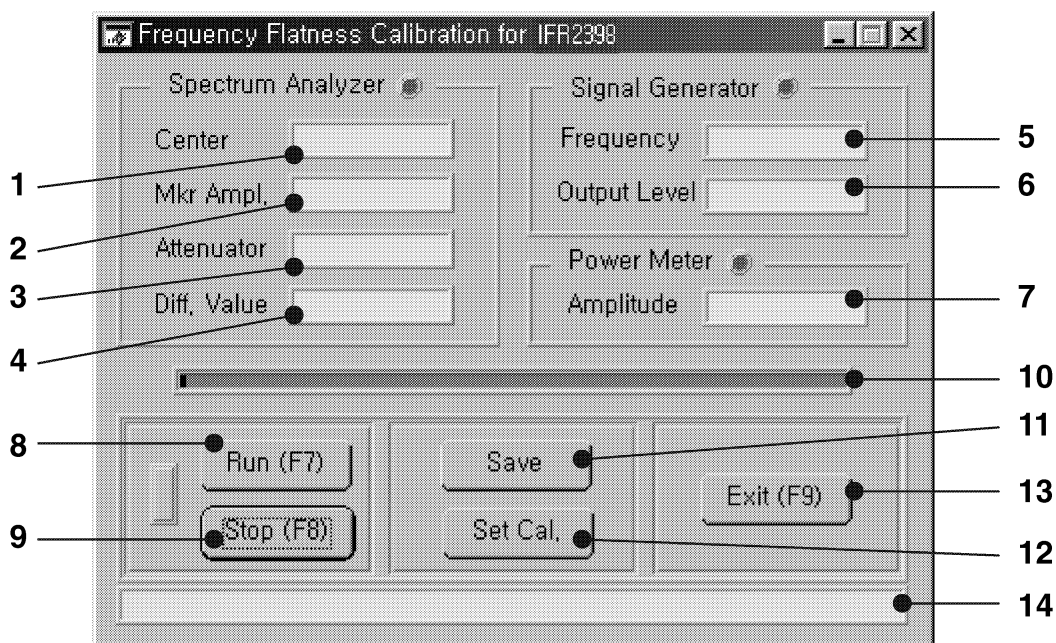 Frequency Flatness Calibration for IFR2398
Spectrum Analyzer
Center
Mkr Ampl.
Attenuator
Diff. Value
Signal Generator
Frequency
Output Level
Power Meter
Amplitude
Run (F7)
Stop (F8)
Save
Set Cal.
Exit (F9)
1
2
3
4
5
6
7
8
9
10
11
12
13
14